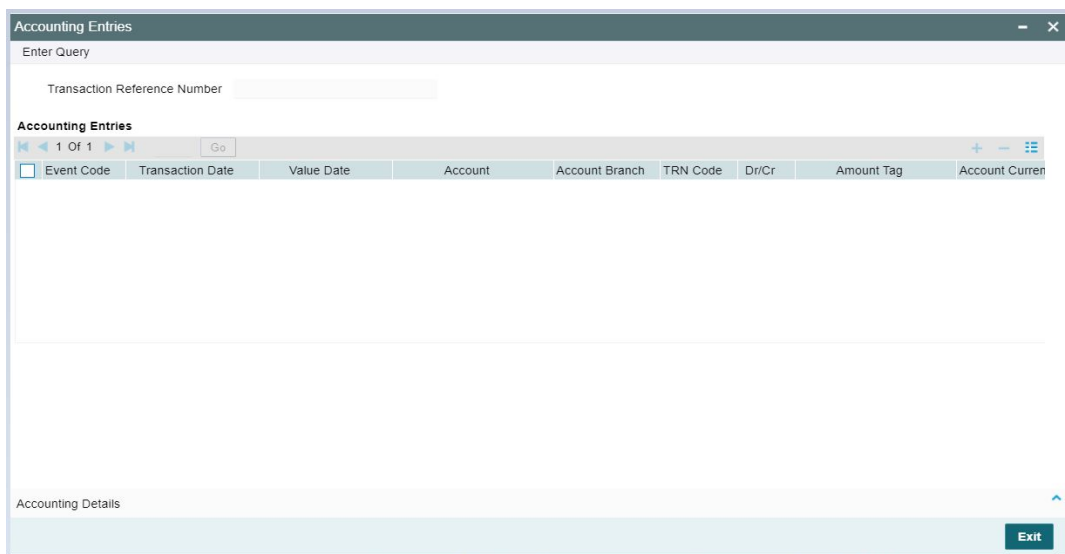 Accounting Entries
Enter Query
Transaction Reference Number
Accounting Entries
1 Of 1 Go
Event Code Transaction Date Value Date Account Account Branch TRN Code Dr/Cr Amount Tag Account Curren
Accounting Details
Exit